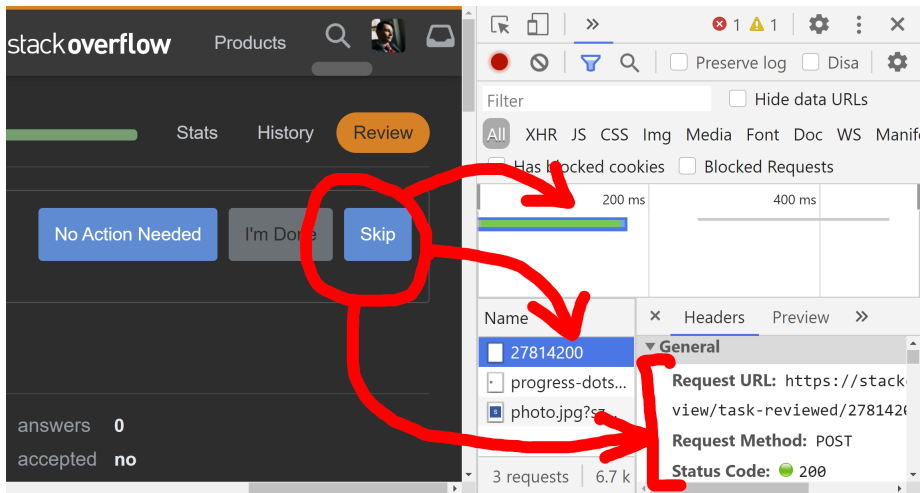 stackoverflow Products
Stats History Review
No Action Needed I'm Done Skip
answers 0
accepted no
1 1
Preserve log Disa
Filter Hide data URLs
All XHR JS CSS Img Media Font Doc WS Manif
Has blocked cookies Blocked Requests
200 ms 400 ms
Name
27814200
progress-dots...
photo.jpg?sz...
3 requests 6.7 k
Headers Preview
General
Request URL: https://stack
view/task-reviewed/2781420
Request Method: POST
Status Code: 200